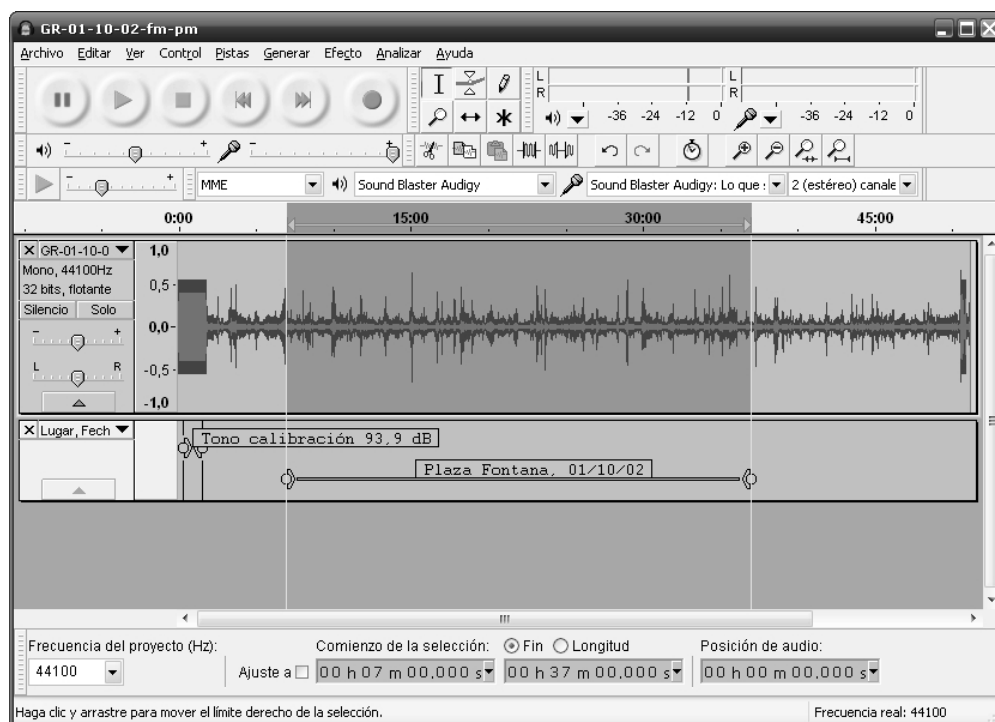 GR-01-10-02-fm-pm
Archivo Editar Ver Control Pistas Generar Efecto Analizar Ayuda
L
R
-36 -24 -12 0
L
R
-36 -24 -12 0
MME
Sound Blaster Audigy
Sound Blaster Audigy: Lo que
2 (estéreo) canale
0:00 15:00 30:00 45:00
GR-01-10-0
Mono, 44100Hz
32 bits, flotante
Silencio Solo
- +
L R
1,0
0,5
0,0
-0,5
-1,0
Lugar, Fech
Tono calibración 93,9 dB
Plaza Fontana, 01/10/02
Frecuencia del proyecto (Hz): Comienzo de la selección: Fin Longitud Posición de audio:
44100 Ajuste a 00 h 07 m 00,000 s 00 h 37 m 00,000 s 00 h 00 m 00,000 s
Haga clic y arrastre para mover el límite derecho de la selección. Frecuencia real: 44100